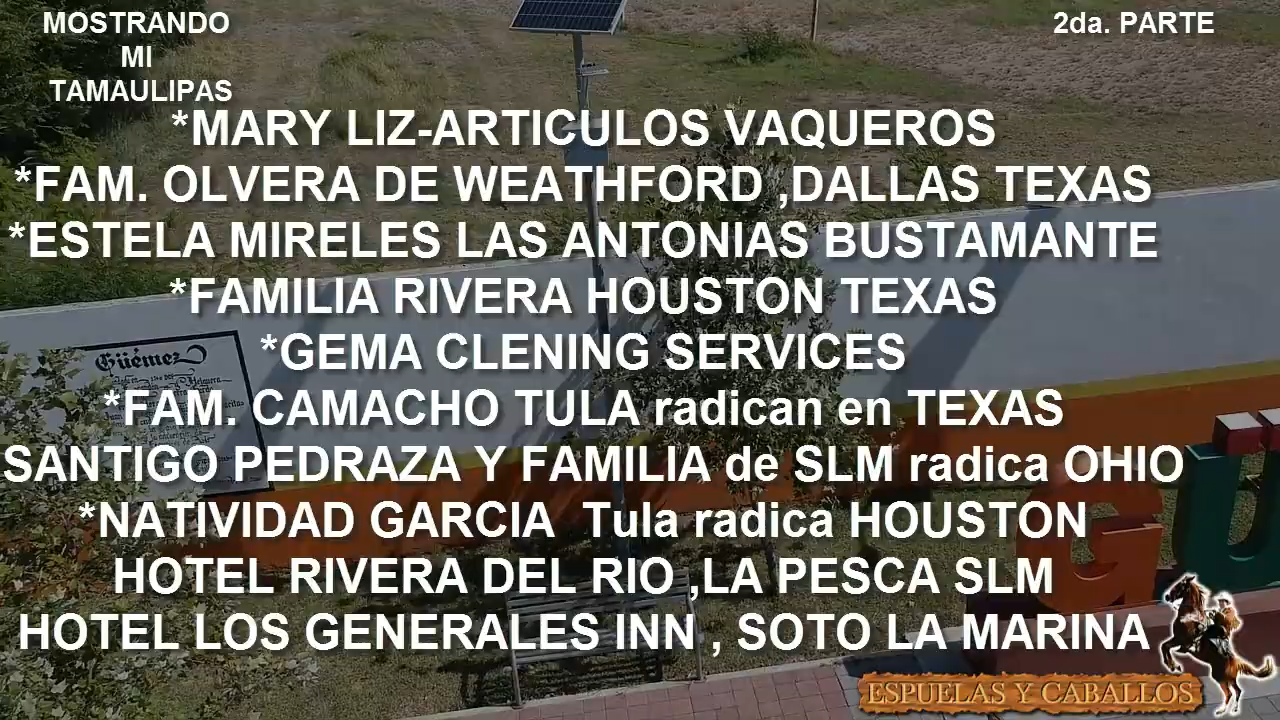 MOSTRANDO
MI
TAMAULIPAS
2da. PARTE
*MARY LIZ-ARTICULOS VAQUEROS
*FAM. OLVERA DE WEATHFORD ,DALLAS TEXAS
*ESTELA MIRELES LAS ANTONIAS BUSTAMANTE
*FAMILIA RIVERA HOUSTON TEXAS
*GEMA CLENING SERVICES
*FAM. CAMACHO TULA radican en TEXAS
SANTIGO PEDRAZA Y FAMILIA de SLM radica OHIO
*NATIVIDAD GARCIA Tula radica HOUSTON
HOTEL RIVERA DEL RIO ,LA PESCA SLM
HOTEL LOS GENERALES INN , SOTO LA MARINA
Güémez
GÜ
ESPUELAS Y CABALLOS